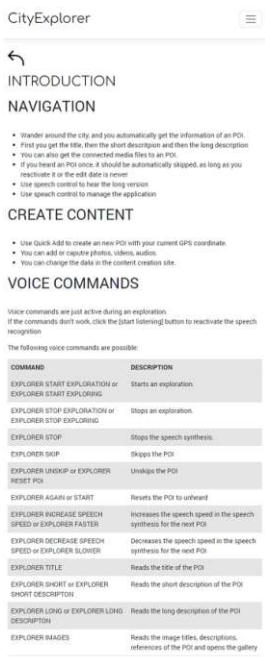 CityExplorer
INTRODUCTION
NAVIGATION
Wander around the city, and you automatically get the information of an POI.
First you get the title, then the short descritpion and then the long description
You can also get the connected media files to an POI.
If you heard an POI once, it should be automatically skipped, as long as you
reactivate it or the edit date is newer
Use speech control to hear the long version
Use speach control to manage the application
CREATE CONTENT
Use Quick Add to create an new POI with your current GPS coordinate.
You can add or caputre photos, videos, audios.
You can change the data in the content creation site.
VOICE COMMANDS
Voice commands are just active during an exploration.
If the commands don't work, click the [start listening] button to reactivate the speech
recognition
The following voice commands are possible:
COMMAND DESCRIPTION
EXPLORER START EXPLORATION or Starts an exploration.
EXPLORER START EXPLORING
EXPLORER STOP EXPLORATION or Stops an exploration.
EXPLORER STOP EXPLORING
EXPLORER STOP Stops the speech synthesis.
EXPLORER SKIP Skipps the POI
EXPLORER UNSKIP or EXPLORER Unskips the POI
RESET POI
EXPLORER AGAIN or START Resets the POI to unheard
EXPLORER INCREASE SPEECH Increases the speech speed in the speech
SPEED or EXPLORER FASTER synthesis for the next POI
EXPLORER DECREASE SPEECH Decreases the speech speed in the speech
SPEED or EXPLORER SLOWER synthesis for the next POI
EXPLORER TITLE Reads the title of the POI
EXPLORER SHORT or EXPLORER Reads the short description of the POI
SHORT DESCRIPTON
EXPLORER LONG or EXPLORER LONG Reads the long description of the POI
DESCRIPTON
EXPLORER IMAGES Reads the image titles, descriptions,
references of the POI and opens the gallery